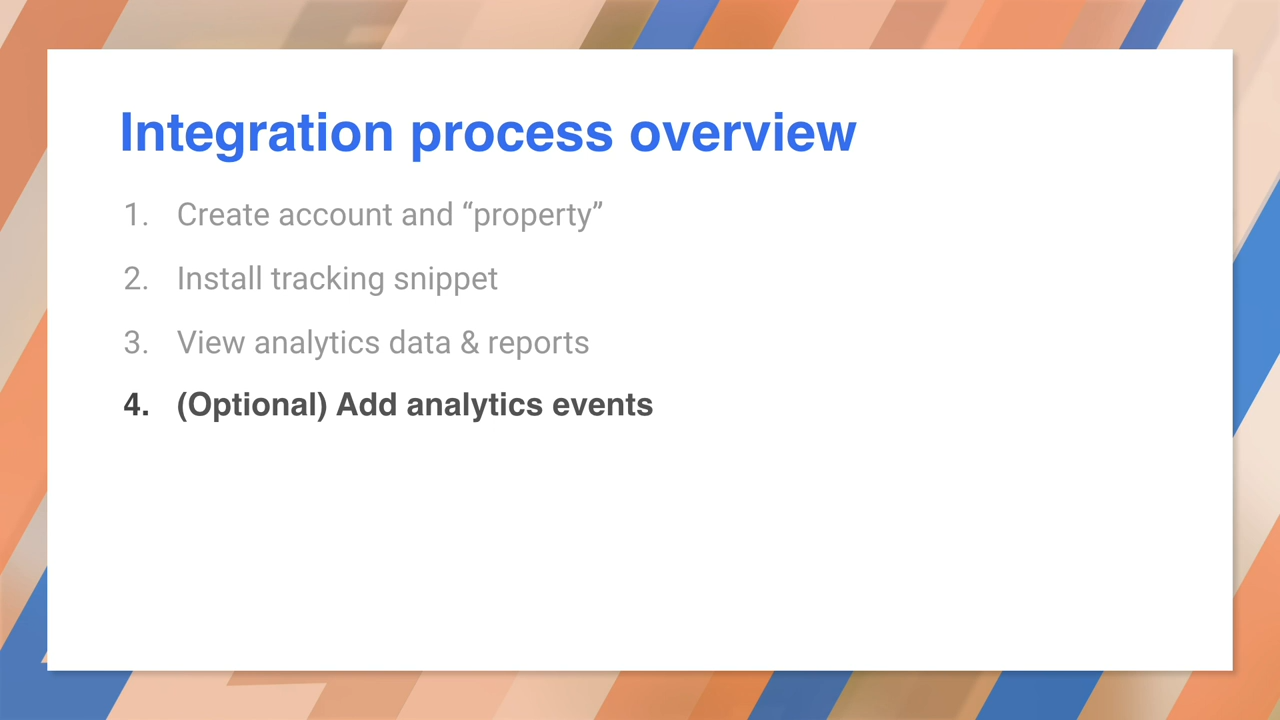 Integration process overview
1. Create account and “property”
2. Install tracking snippet
3. View analytics data & reports
4. (Optional) Add analytics events